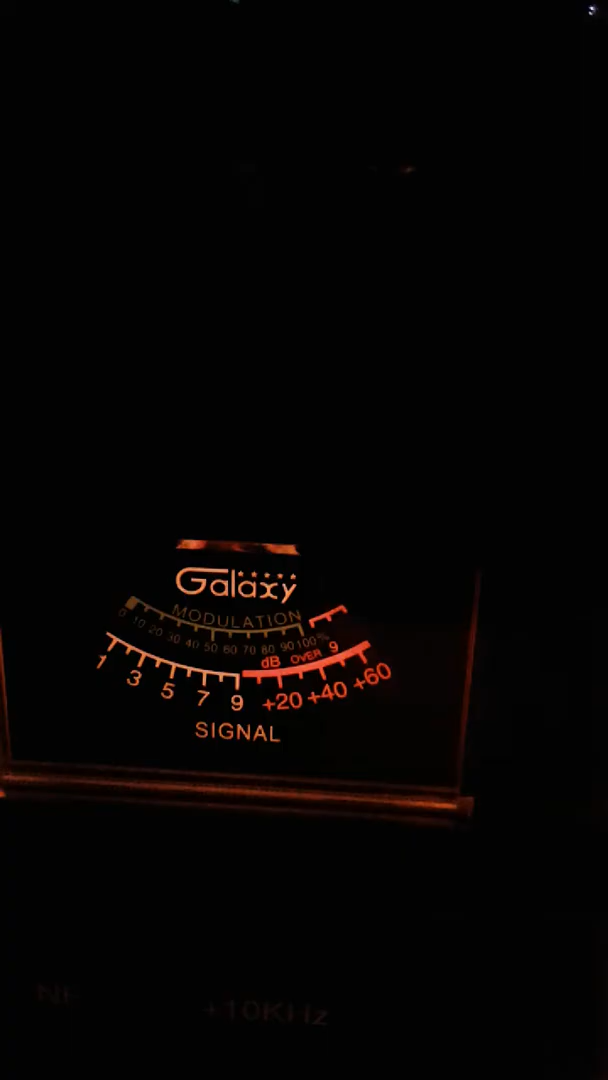 Galaxy
MODULATION
0 10 20 30 40 50 60 70 80 90 100%
dB OVER 9
1 3 5 7 9 +20 +40 +60
SIGNAL
+10KHz